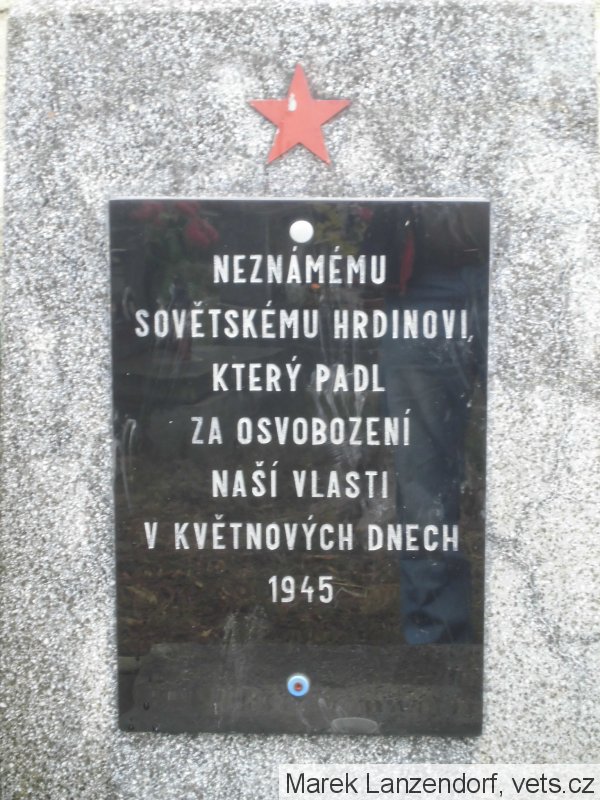 NEZNÁMÉMU
SOVĚTSKÉMU HRDINOVI,
KTERÝ PADL
ZA OSVOBOZENÍ
NAŠÍ VLASTI
V KVĚTNOVÝCH DNECH
1945
Marek Lanzendorf, vets.cz